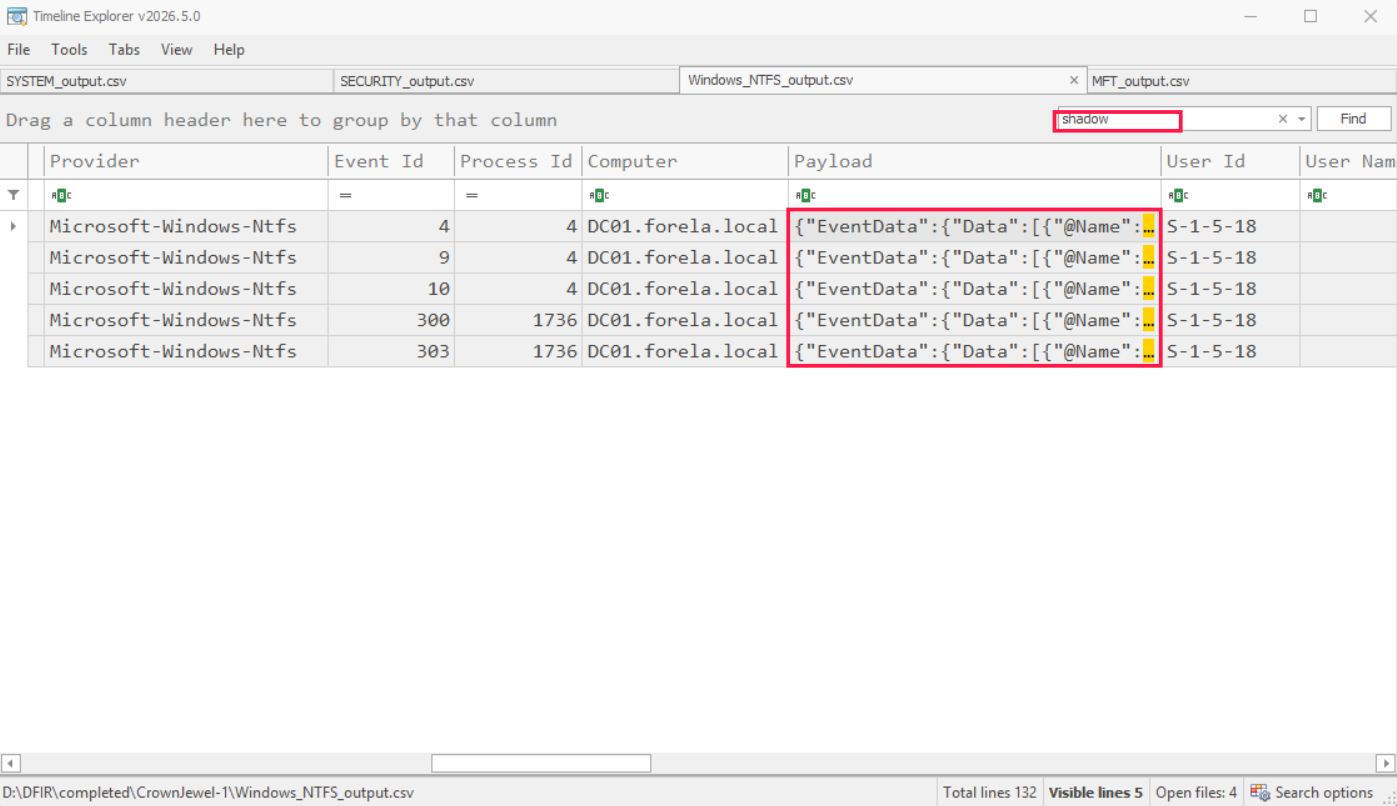 Timeline Explorer v2026.5.0
File Tools Tabs View Help
SYSTEM_output.csv SECURITY_output.csv Windows_NTFS_output.csv × MFT_output.csv
Drag a column header here to group by that column shadow × Find
Provider Event Id Process Id Computer Payload User Id User Nam
= =
Microsoft-Windows-Ntfs 4 4 DC01.forela.local {"EventData":{"Data":[{"@Name":… S-1-5-18
Microsoft-Windows-Ntfs 9 4 DC01.forela.local {"EventData":{"Data":[{"@Name":… S-1-5-18
Microsoft-Windows-Ntfs 10 4 DC01.forela.local {"EventData":{"Data":[{"@Name":… S-1-5-18
Microsoft-Windows-Ntfs 300 1736 DC01.forela.local {"EventData":{"Data":[{"@Name":… S-1-5-18
Microsoft-Windows-Ntfs 303 1736 DC01.forela.local {"EventData":{"Data":[{"@Name":… S-1-5-18
D:\DFIR\completed\CrownJewel-1\Windows_NTFS_output.csv Total lines 132 Visible lines 5 Open files: 4 Search options